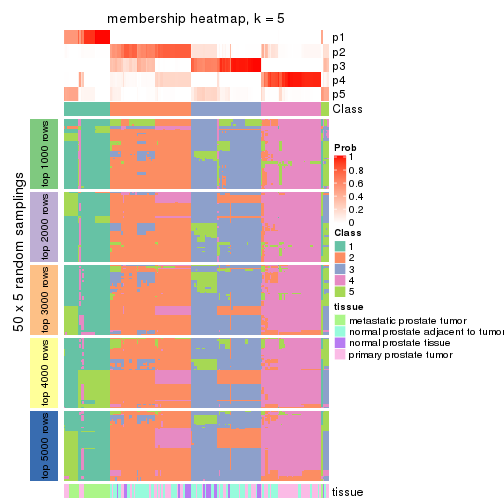 membership heatmap, k = 5
p1
p2
p3
p4
p5
Class
50 x 5 random samplings
top 1000 rows
top 2000 rows
top 3000 rows
top 4000 rows
top 5000 rows
Prob
1
0.8
0.6
0.4
0.2
0
Class
1
2
3
4
5
tissue
metastatic prostate tumor
normal prostate adjacent to tumor
normal prostate tissue
primary prostate tumor
tissue